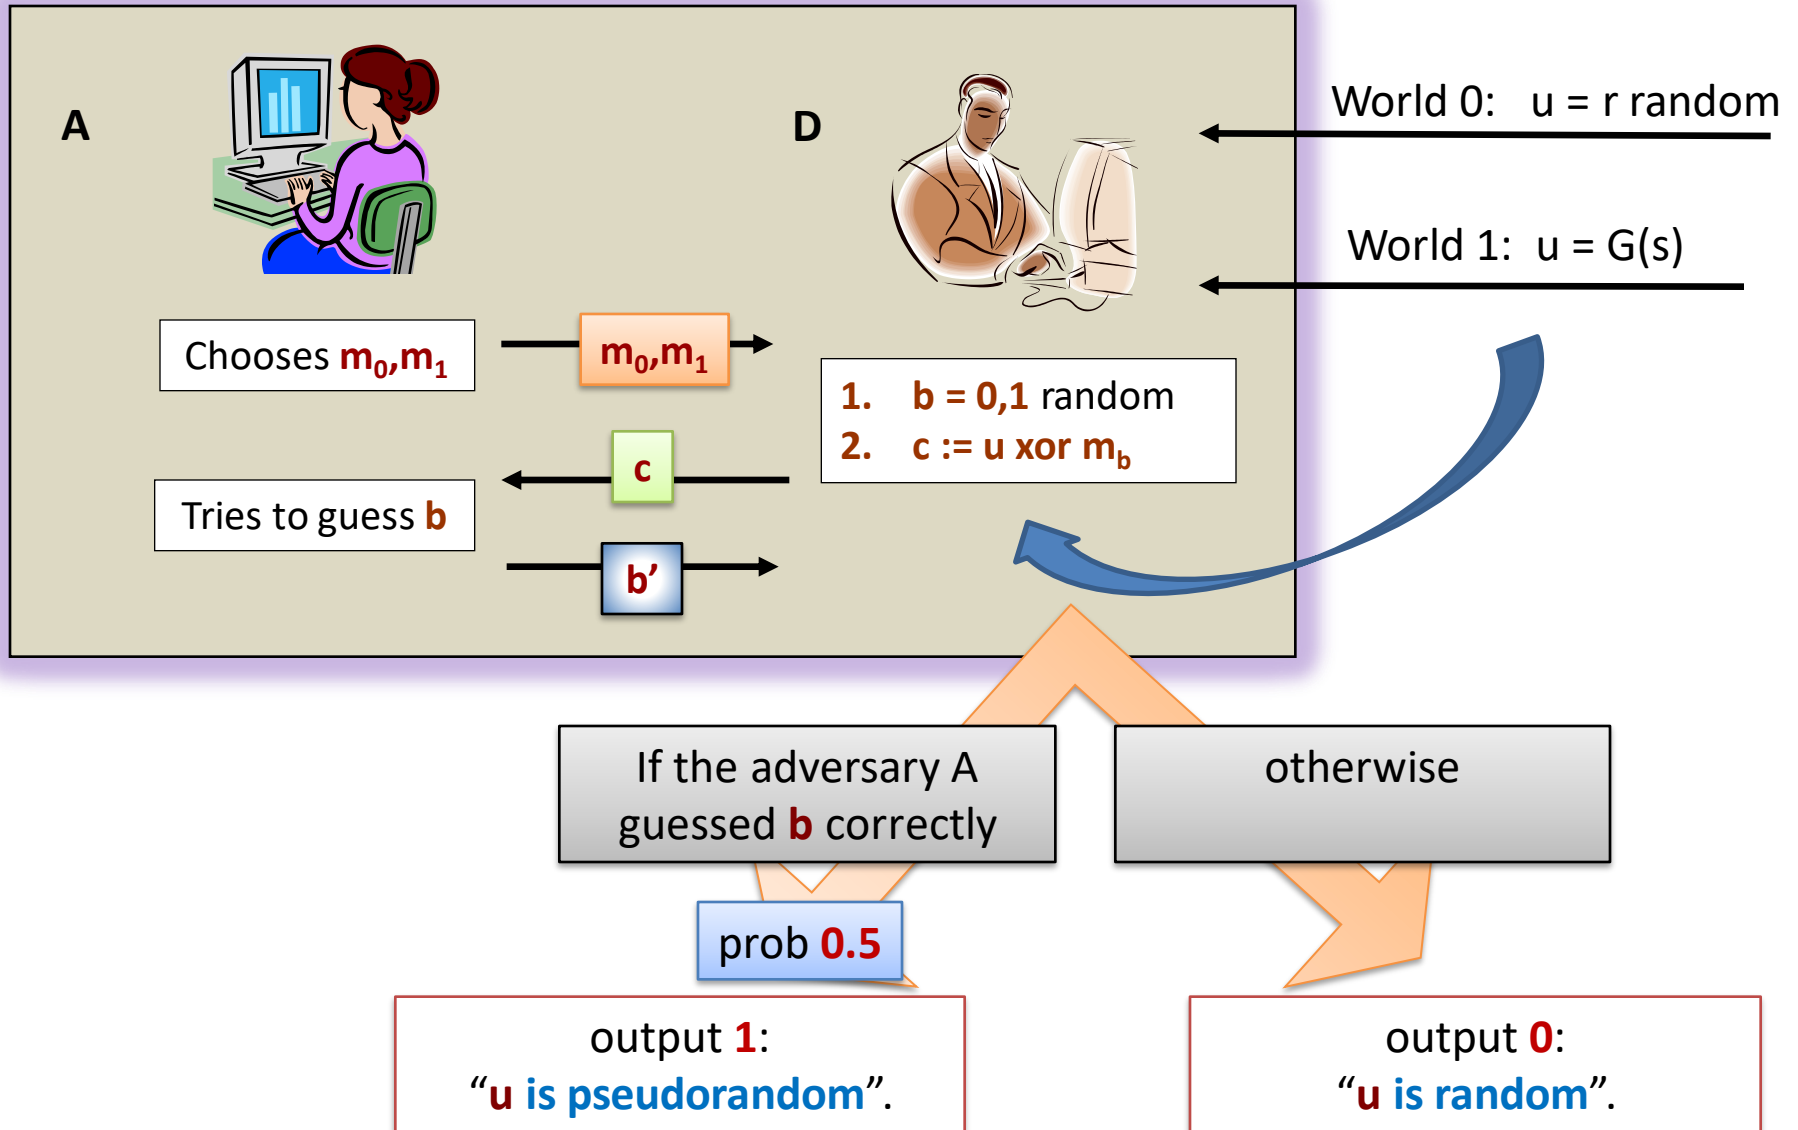 A
D
World 0: u = r random
World 1: u = G(s)
Chooses m₀,m₁
m₀,m₁
1. b = 0,1 random
2. c := u xor m_b
c
Tries to guess b
b’
If the adversary A
guessed b correctly
otherwise
prob 0.5
output 1:
“u is pseudorandom”.
output 0:
“u is random”.